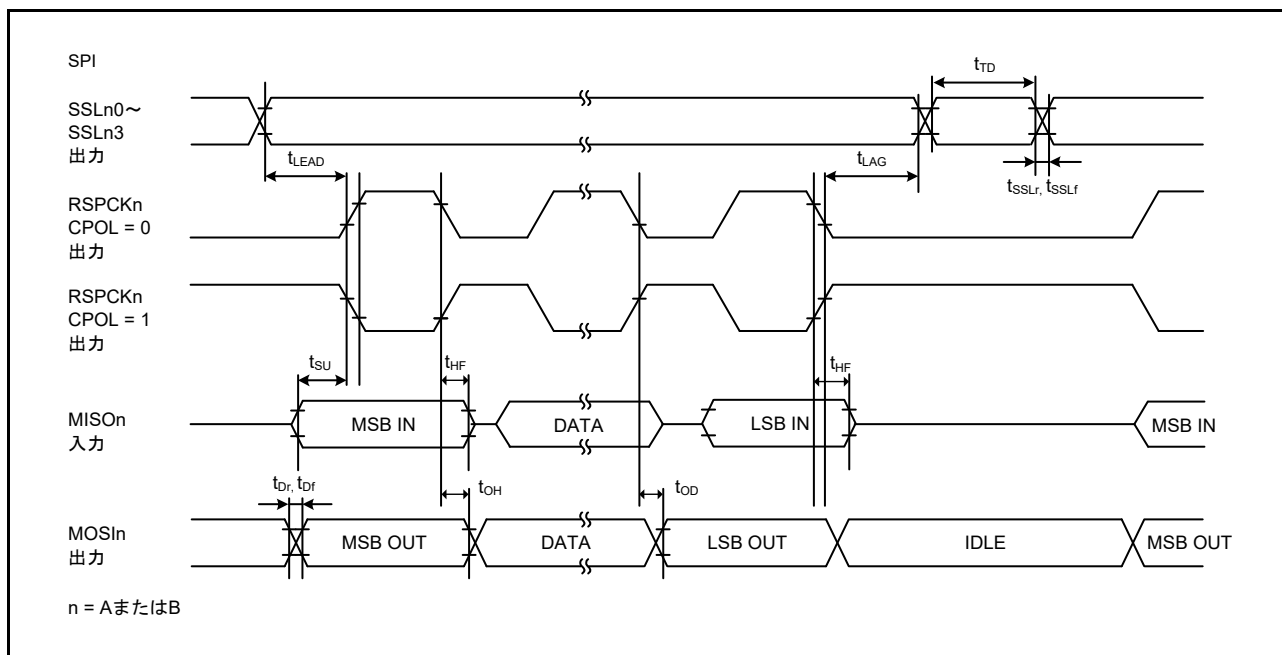 SPI
tTD
SSLn0～
SSLn3
出力
tLEAD
tLAG
tSSLr, tSSLf
RSPCKn
CPOL = 0
出力
RSPCKn
CPOL = 1
出力
tSU
tHF
tHF
MISOn
入力
MSB IN
DATA
LSB IN
MSB IN
tDr, tDf
tOH
tOD
MOSIn
出力
MSB OUT
DATA
LSB OUT
IDLE
MSB OUT
n = AまたはB